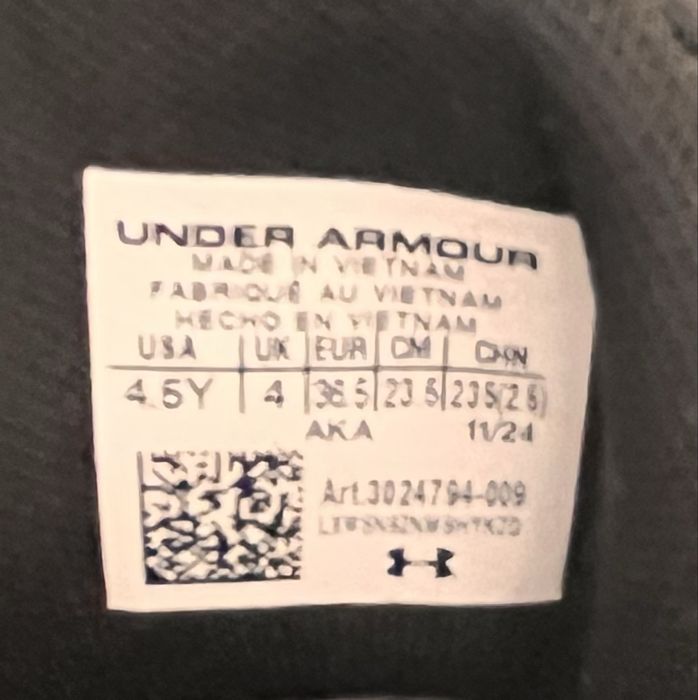 UNDER ARMOUR
MADE IN VIETNAM
FABRIQUÉ AU VIETNAM
HECHO EN VIETNAM
USA UK EUR CM CHN
4.5Y 4 36.5 23.5 235(2.5)
AKA 11/24
Art.3024794-009